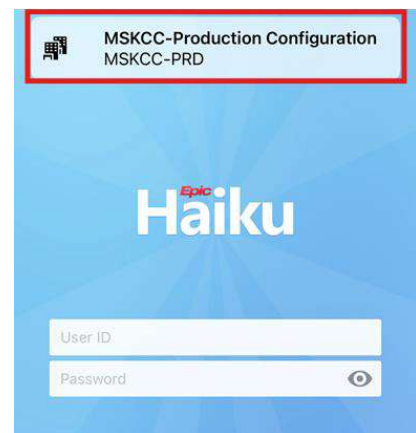 MSKCC-Production Configuration
MSKCC-PRD
Epic
Haiku
User ID
Password